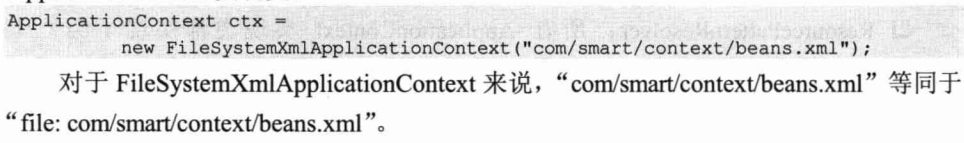 ApplicationContext ctx =
new FileSystemXmlApplicationContext("com/smart/context/beans.xml");
对于 FileSystemXmlApplicationContext 来说，“com/smart/context/beans.xml” 等同于
“file: com/smart/context/beans.xml”。